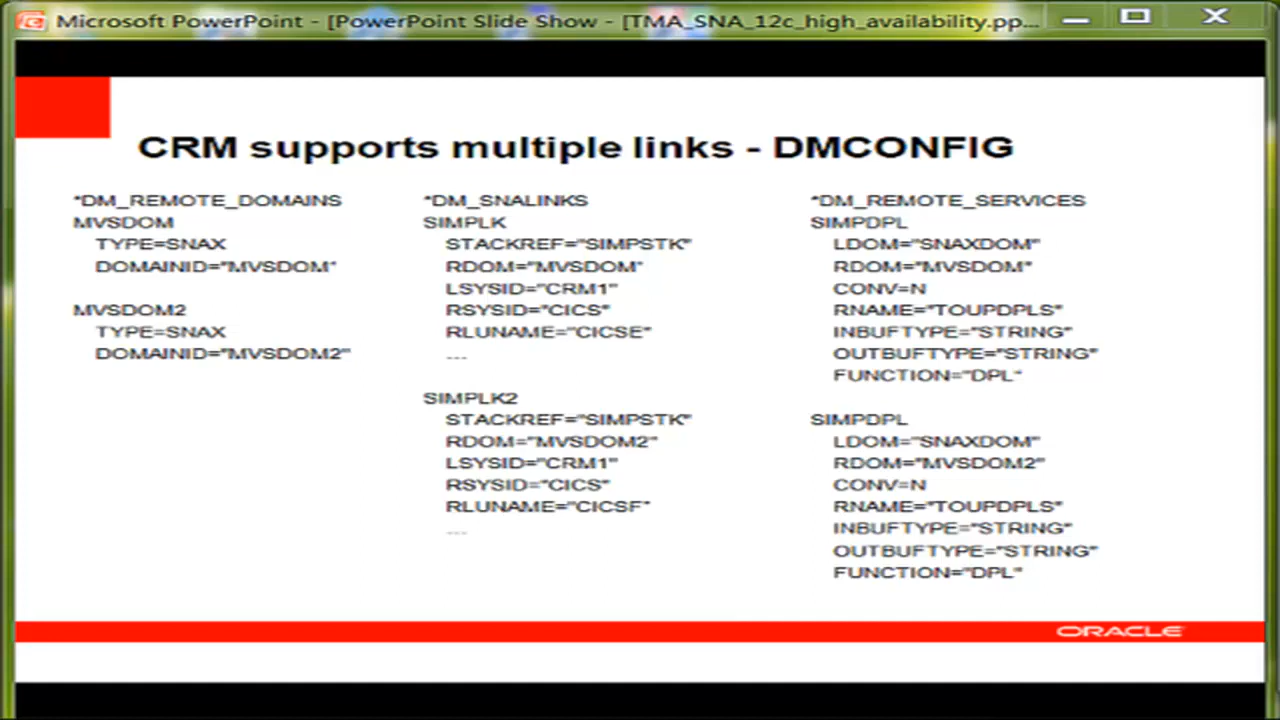 Microsoft PowerPoint - [PowerPoint Slide Show - [TMA_SNA_12c_high_availability.pp...
CRM supports multiple links - DMCONFIG
*DM_REMOTE_DOMAINS
MVSDOM
TYPE=SNAX
DOMAINID="MVSDOM"
MVSDOM2
TYPE=SNAX
DOMAINID="MVSDOM2"
*DM_SNALINKS
SIMPLK
STACKREF="SIMPSTK"
RDOM="MVSDOM"
LSYSID="CRM1"
RSYSID="CICS"
RLUNAME="CICSE"
...
SIMPLK2
STACKREF="SIMPSTK"
RDOM="MVSDOM2"
LSYSID="CRM1"
RSYSID="CICS"
RLUNAME="CICSF"
...
*DM_REMOTE_SERVICES
SIMPDPL
LDOM="SNAXDOM"
RDOM="MVSDOM"
CONV=N
RNAME="TOUPDPLS"
INBUFTYPE="STRING"
OUTBUFTYPE="STRING"
FUNCTION="DPL"
SIMPDPL
LDOM="SNAXDOM"
RDOM="MVSDOM2"
CONV=N
RNAME="TOUPDPLS"
INBUFTYPE="STRING"
OUTBUFTYPE="STRING"
FUNCTION="DPL"
ORACLE